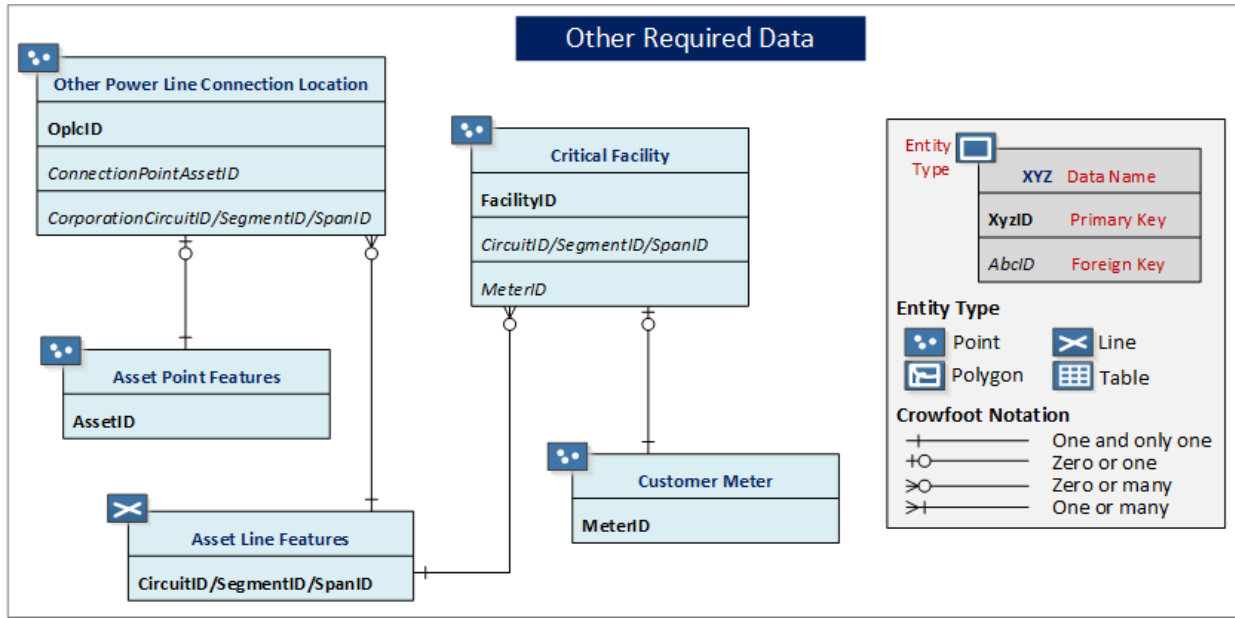 Other Required Data
Other Power Line Connection Location
OplcID
ConnectionPointAssetID
CorporationCircuitID/SegmentID/SpanID
Critical Facility
FacilityID
CircuitID/SegmentID/SpanID
MeterID
Asset Point Features
AssetID
Customer Meter
MeterID
Asset Line Features
CircuitID/SegmentID/SpanID
Entity
Type
XYZ Data Name
XyzID Primary Key
AbcID Foreign Key
Entity Type
Point Line
Polygon Table
Crowfoot Notation
One and only one
Zero or one
Zero or many
One or many